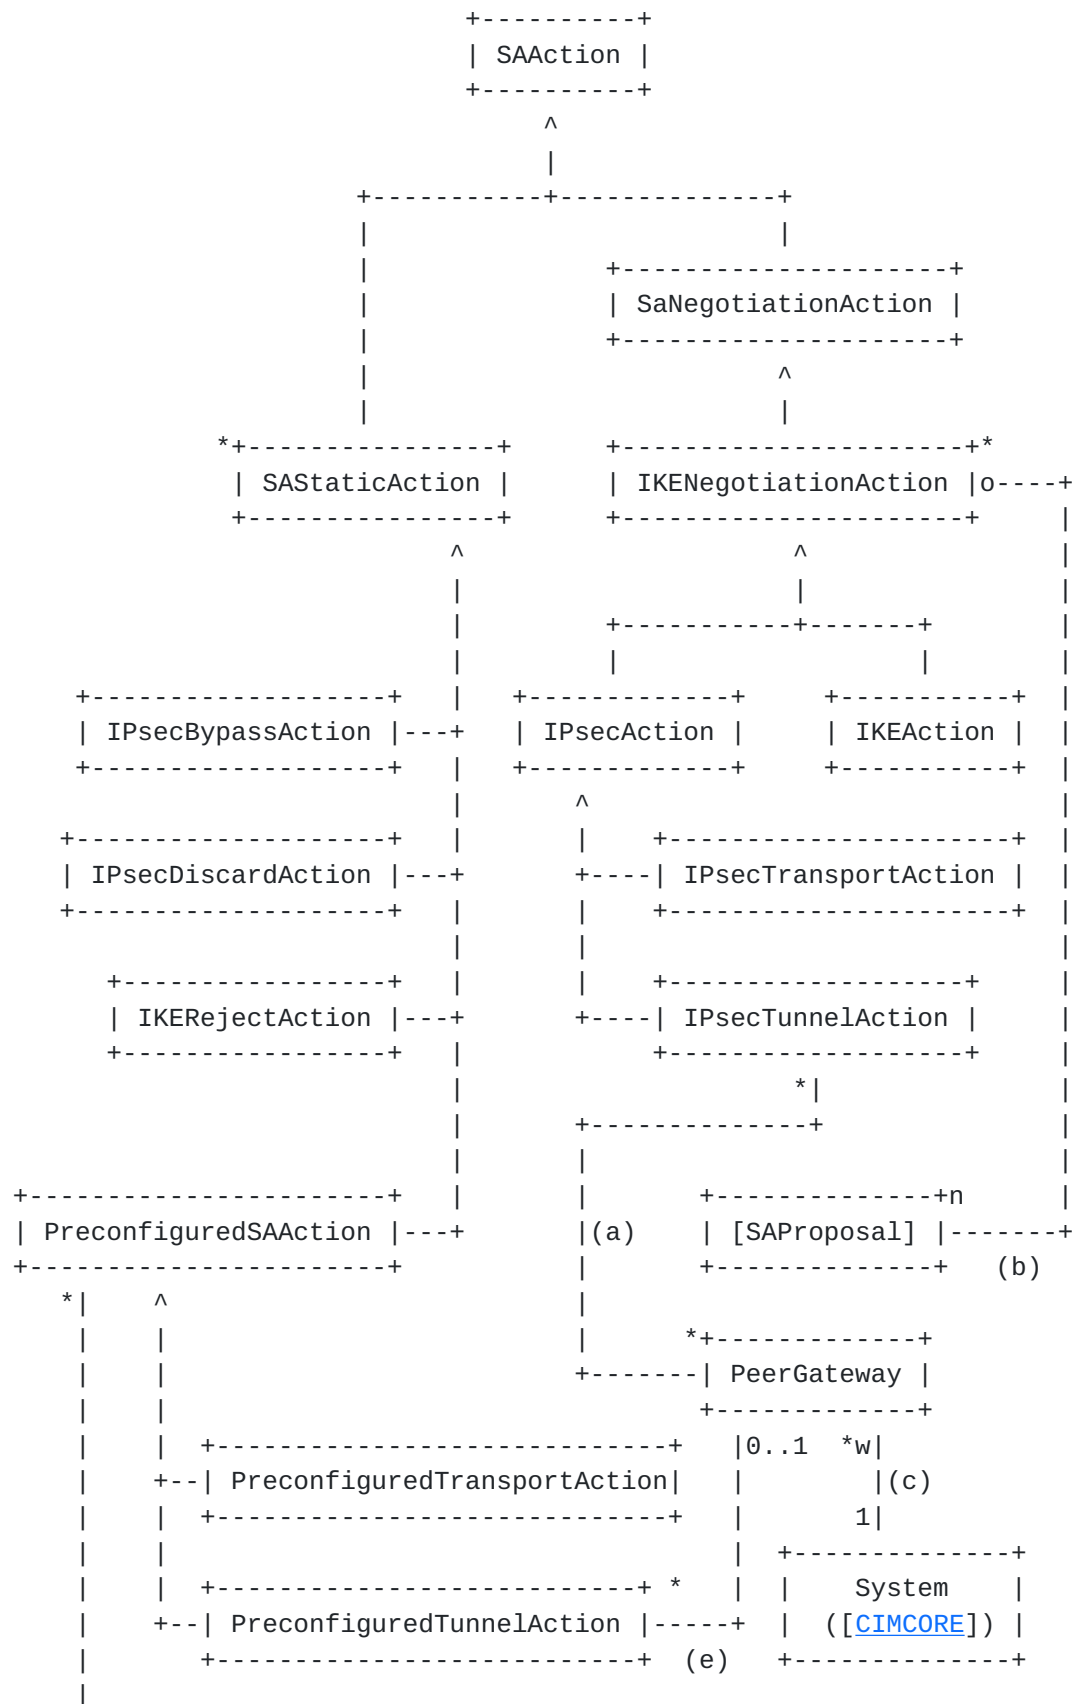 +----------+
| SAAction |
+----------+
^
|
+-----------+--------------+
|                          |
|               +---------------------+
|               | SaNegotiationAction |
|               +---------------------+
|                          ^
|                          |
*+----------------+      +----------------------+*
| SAStaticAction |      | IKENegotiationAction |o----+
+----------------+      +----------------------+     |
^                     ^                |
|                     |                |
|         +-----------+-------+        |
|         |                   |        |
+-------------------+   |   +-------------+     +-----------+  |
| IPsecBypassAction |---+   | IPsecAction |     | IKEAction |  |
+-------------------+   |   +-------------+     +-----------+  |
|       ^                              |
+--------------------+   |       |    +----------------------+  |
| IPsecDiscardAction |---+       +----| IPsecTransportAction |  |
+--------------------+   |       |    +----------------------+  |
|       |                              |
+-----------------+   |       |    +-------------------+     |
| IKERejectAction |---+       +----| IPsecTunnelAction |     |
+-----------------+   |            +-------------------+     |
|                     *|               |
|       +--------------+               |
|       |                              |
+-----------------------+   |       |       +--------------+n      |
| PreconfiguredSAAction |---+       |(a)    | [SAProposal] |-------+
+-----------------------+           |       +--------------+   (b)
*|    ^                          |
|    |                          |      *+-------------+
|    |                          +-------| PeerGateway |
|    |                                  +-------------+
|    |  +-----------------------------+   |0..1  *w|
|    +--| PreconfiguredTransportAction|   |        |(c)
|    |  +-----------------------------+   |       1|
|    |                                    |  +--------------+
|    |  +---------------------------+ *   |  |    System    |
|    +--| PreconfiguredTunnelAction |-----+  |  ([CIMCORE]) |
|       +---------------------------+  (e)   +--------------+
|